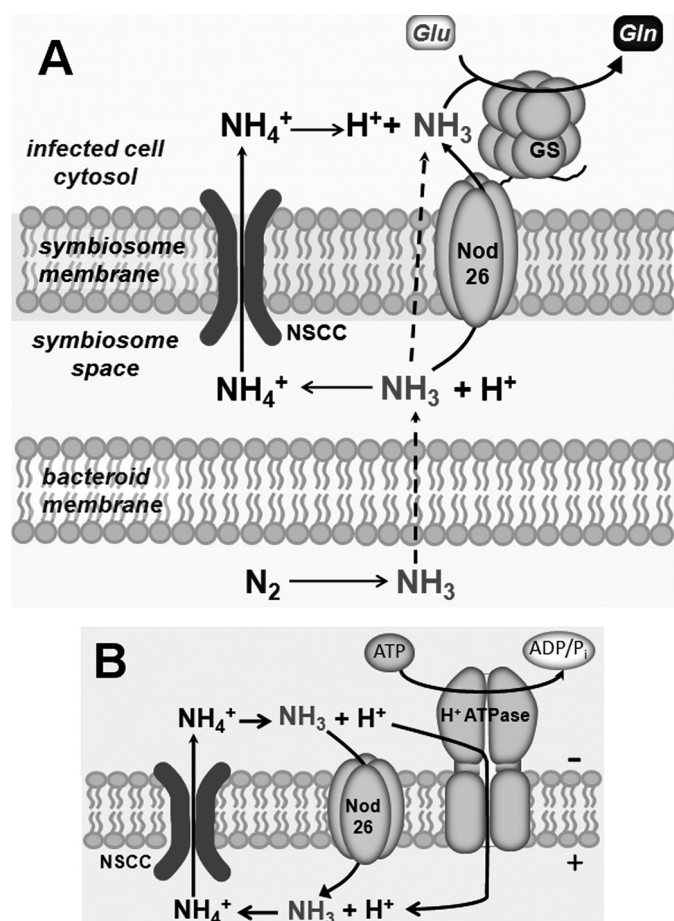 A
Glu
Gln
NH₄⁺ → H⁺ + NH₃
GS
infected cell
cytosol
symbiosome
membrane
Nod
26
NSCC
symbiosome
space
NH₄⁺ ← NH₃ + H⁺
bacteroid
membrane
N₂ → NH₃
B
ATP
ADP/Pᵢ
NH₄⁺ → NH₃ + H⁺
H⁺ ATPase
-
Nod
26
NSCC
+
NH₄⁺ ← NH₃ + H⁺